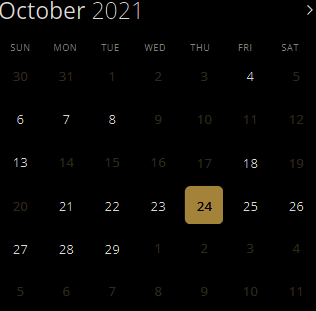 October 2021
SUN MON TUE WED THU FRI SAT
30 31 1 2 3 4 5
6 7 8 9 10 11 12
13 14 15 16 17 18 19
20 21 22 23 24 25 26
27 28 29 1 2 3 4
5 6 7 8 9 10 11